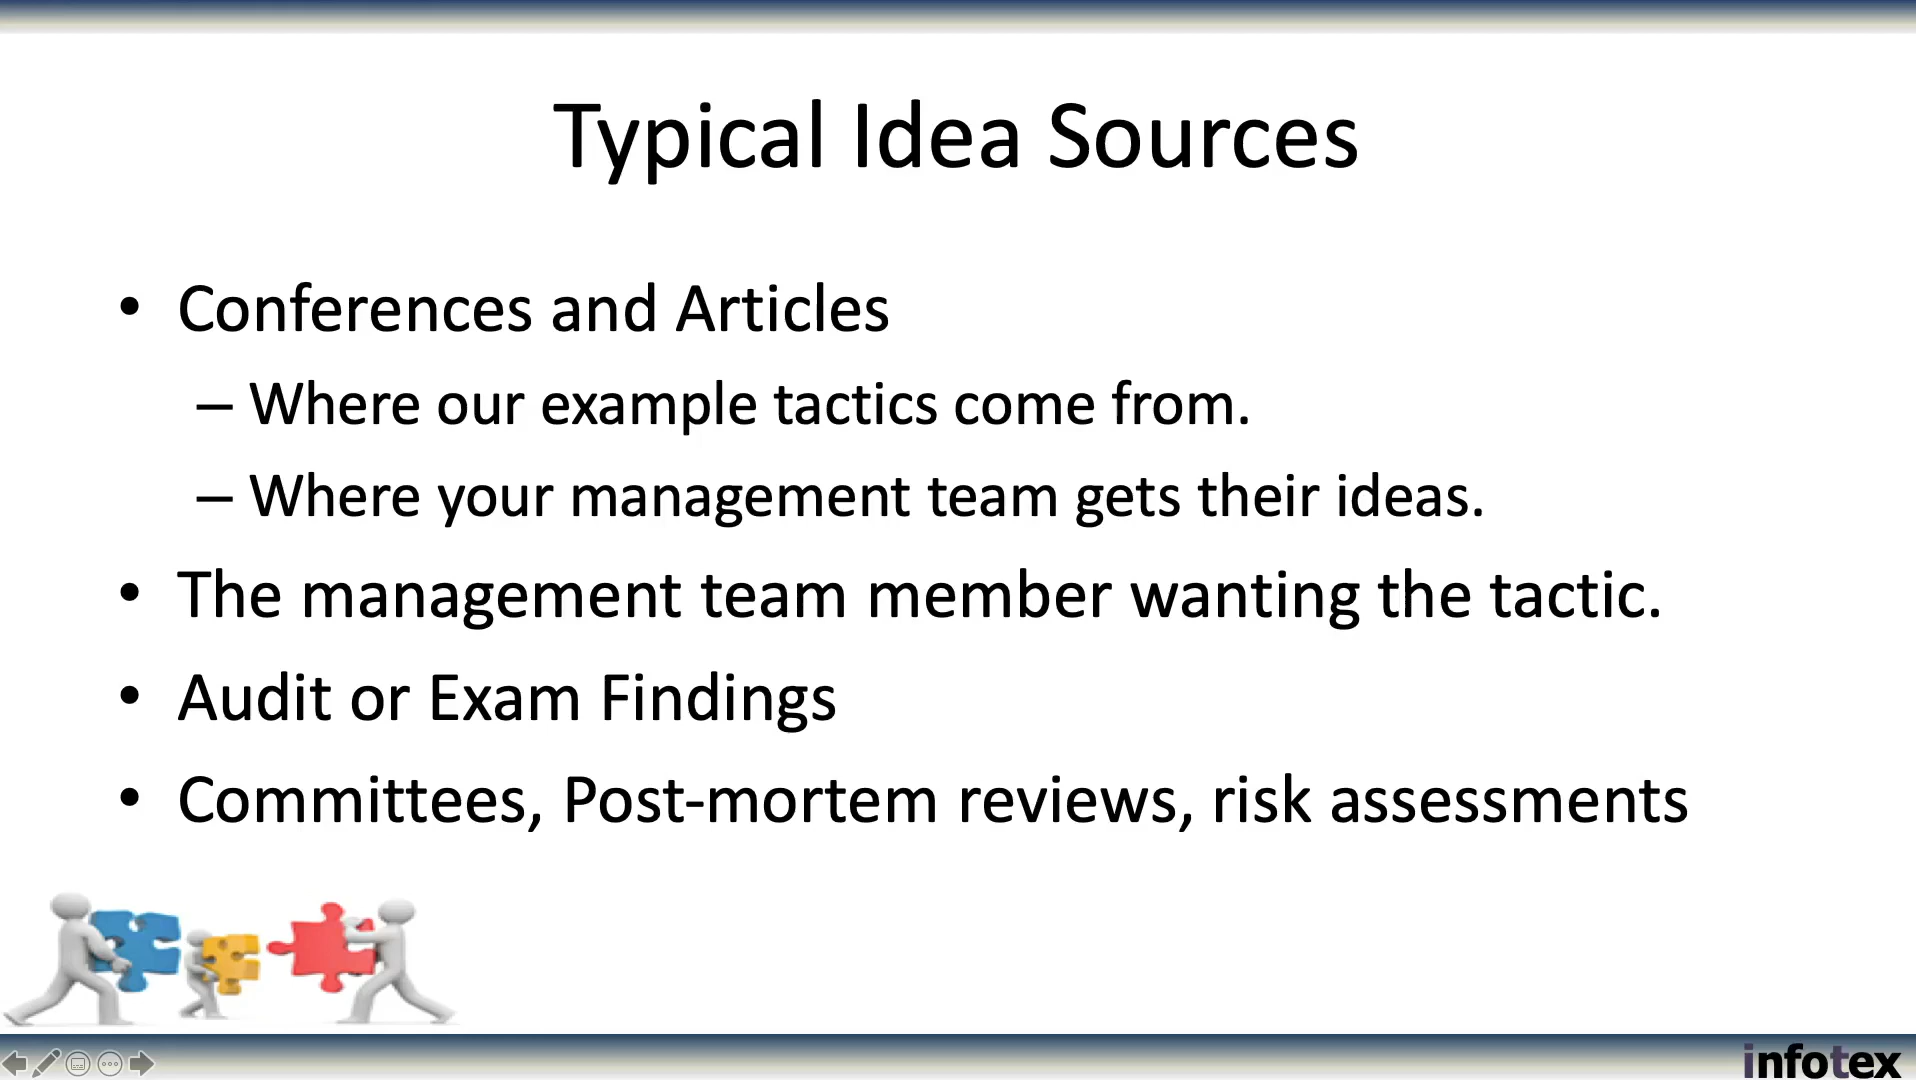 Typical Idea Sources
• Conferences and Articles
– Where our example tactics come from.
– Where your management team gets their ideas.
• The management team member wanting the tactic.
• Audit or Exam Findings
• Committees, Post-mortem reviews, risk assessments
infotex